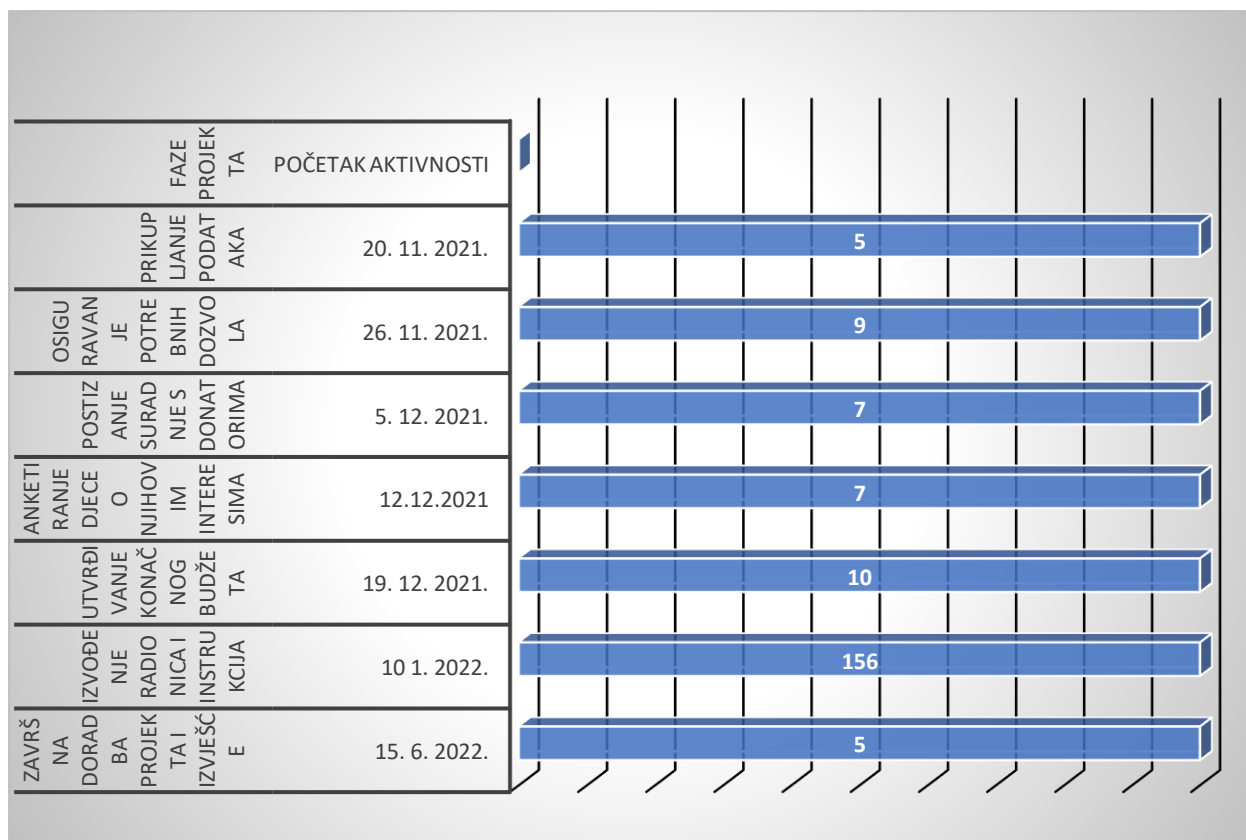 FAZE
PROJEK
TA
POČETAK AKTIVNOSTI
PRIKUP
LJANJE
PODAT
AKA
20. 11. 2021.
5
OSIGU
RAVAN
JE
POTRE
BNIH
DOZVO
LA
26. 11. 2021.
9
POSTIZ
ANJE
SURAD
NJE S
DONAT
ORIMA
5. 12. 2021.
7
ANKETI
RANJE
DJECE
O
NJIHOV
IM
INTERE
SIMA
12.12.2021
7
UTVRĐI
VANJE
KONAČ
NOG
BUDŽE
TA
19. 12. 2021.
10
IZVOĐE
NJE
RADIO
NICA I
INSTRU
KCIJA
10 1. 2022.
156
ZAVRŠ
NA
DORAD
BA
PROJEK
TA I
IZVJEŠĆ
E
15. 6. 2022.
5